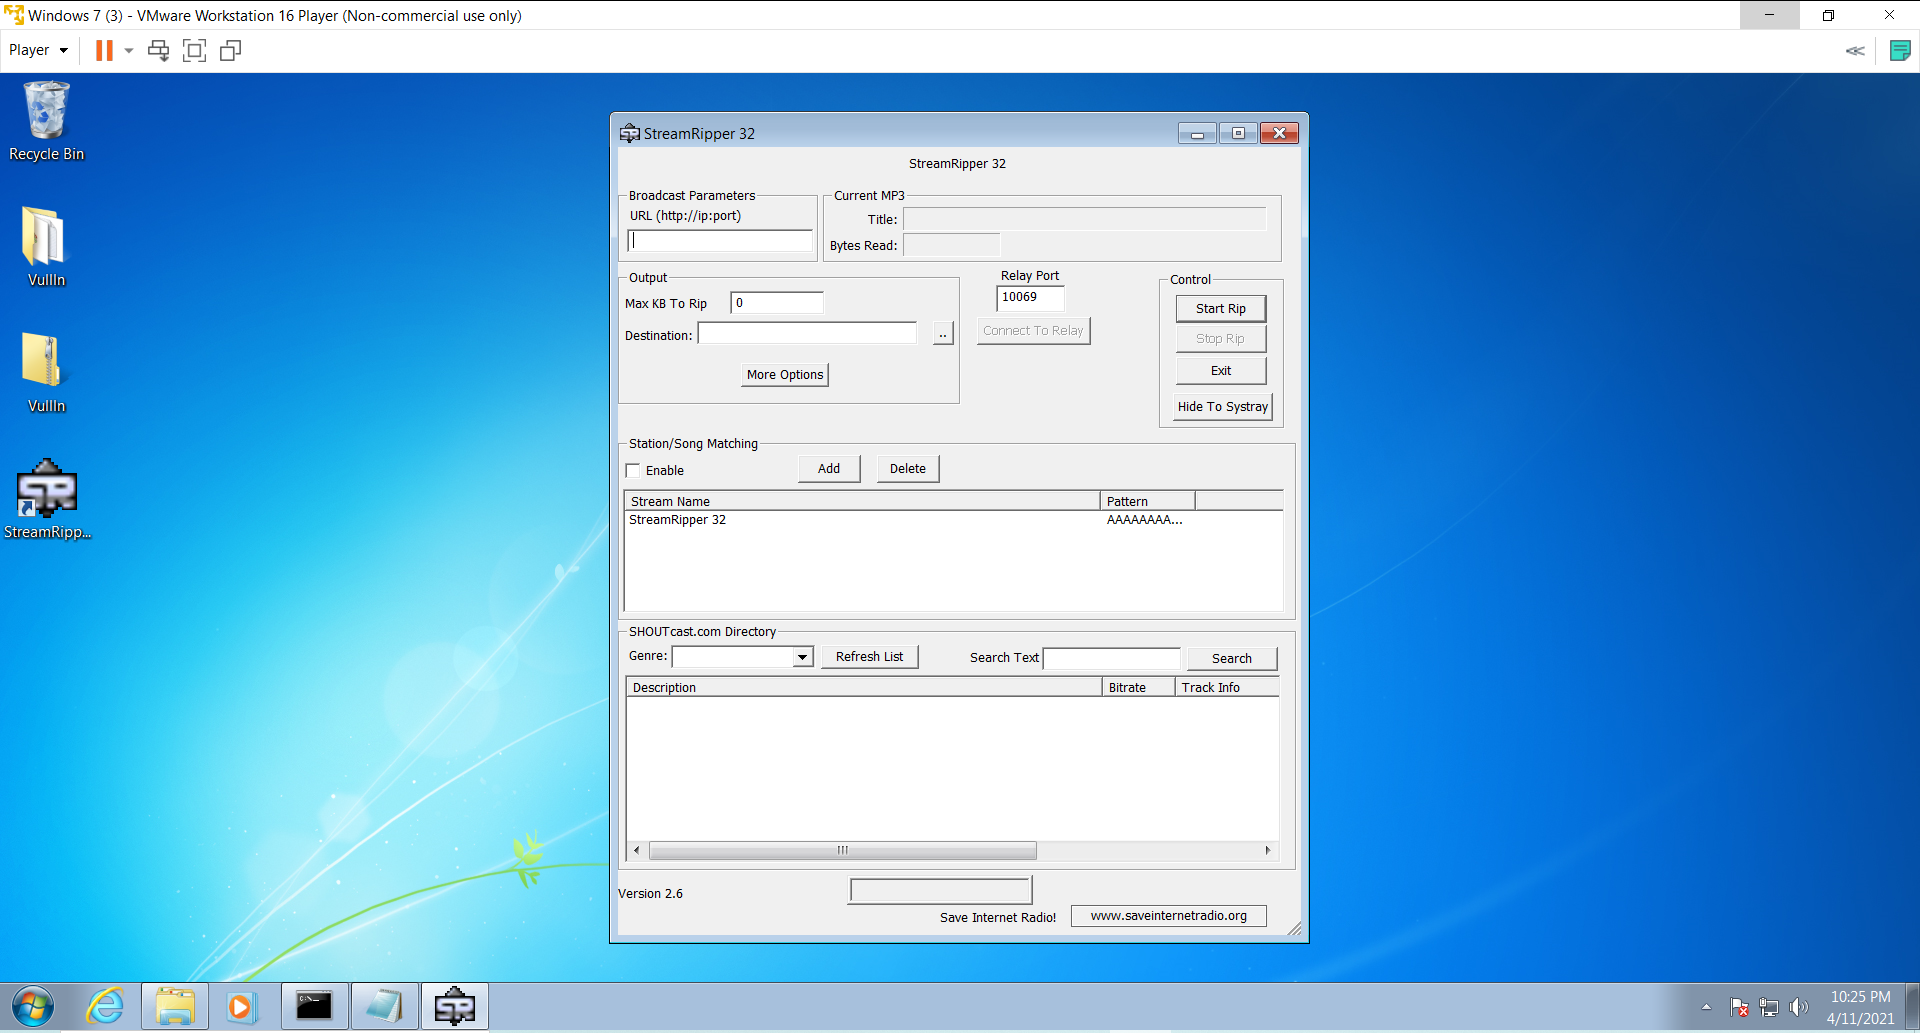 Windows 7 (3) - VMware Workstation 16 Player (Non-commercial use only)
Player
Recycle Bin
VullIn
VullIn
StreamRipp...
StreamRipper 32
StreamRipper 32
Broadcast Parameters
URL (http://ip:port)
Current MP3
Title:
Bytes Read:
Output
Max KB To Rip
0
Destination:
..
More Options
Relay Port
10069
Connect To Relay
Control
Start Rip
Stop Rip
Exit
Hide To Systray
Station/Song Matching
Enable
Add
Delete
Stream Name
Pattern
StreamRipper 32
AAAAAAAA...
SHOUTcast.com Directory
Genre:
Refresh List
Search Text
Search
Description
Bitrate
Track Info
Version 2.6
Save Internet Radio!
www.saveinternetradio.org
C:\_
10:25 PM
4/11/2021